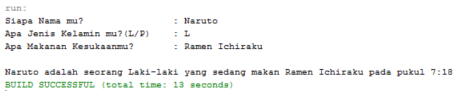 run:
Siapa Nama mu? : Naruto
Apa Jenis Kelamin mu?(L/P) : L
Apa Makanan Kesukaanmu? : Ramen Ichiraku
Naruto adalah seorang Laki-laki yang sedang makan Ramen Ichiraku pada pukul 7:18
BUILD SUCCESSFUL (total time: 13 seconds)